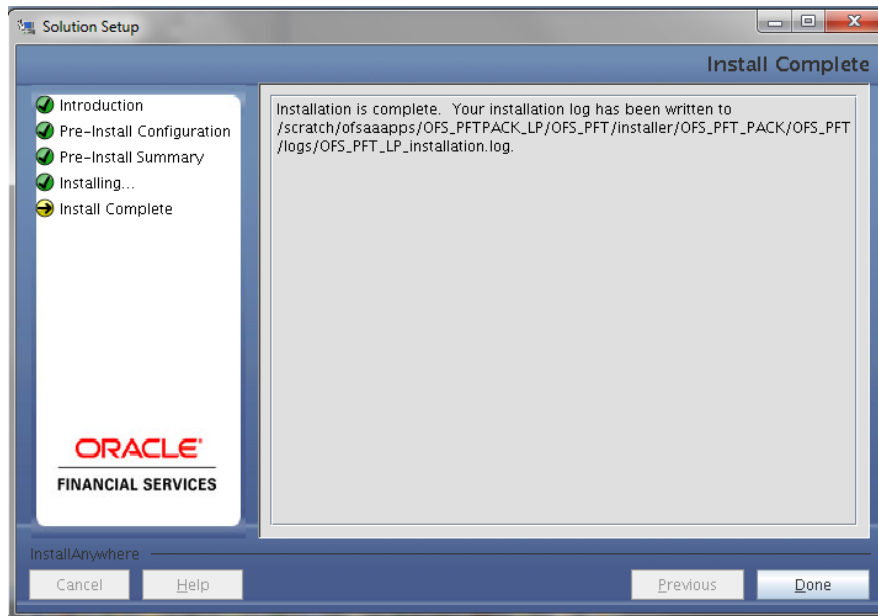 Solution Setup
Install Complete
Introduction
Pre-Install Configuration
Pre-Install Summary
Installing...
Install Complete
Installation is complete.  Your installation log has been written to
/scratch/ofsaaapps/OFS_PFTPACK_LP/OFS_PFT/installer/OFS_PFT_PACK/OFS_PFT
/logs/OFS_PFT_LP_installation.log.
ORACLE'
FINANCIAL SERVICES
InstallAnywhere
Cancel Help Previous Done